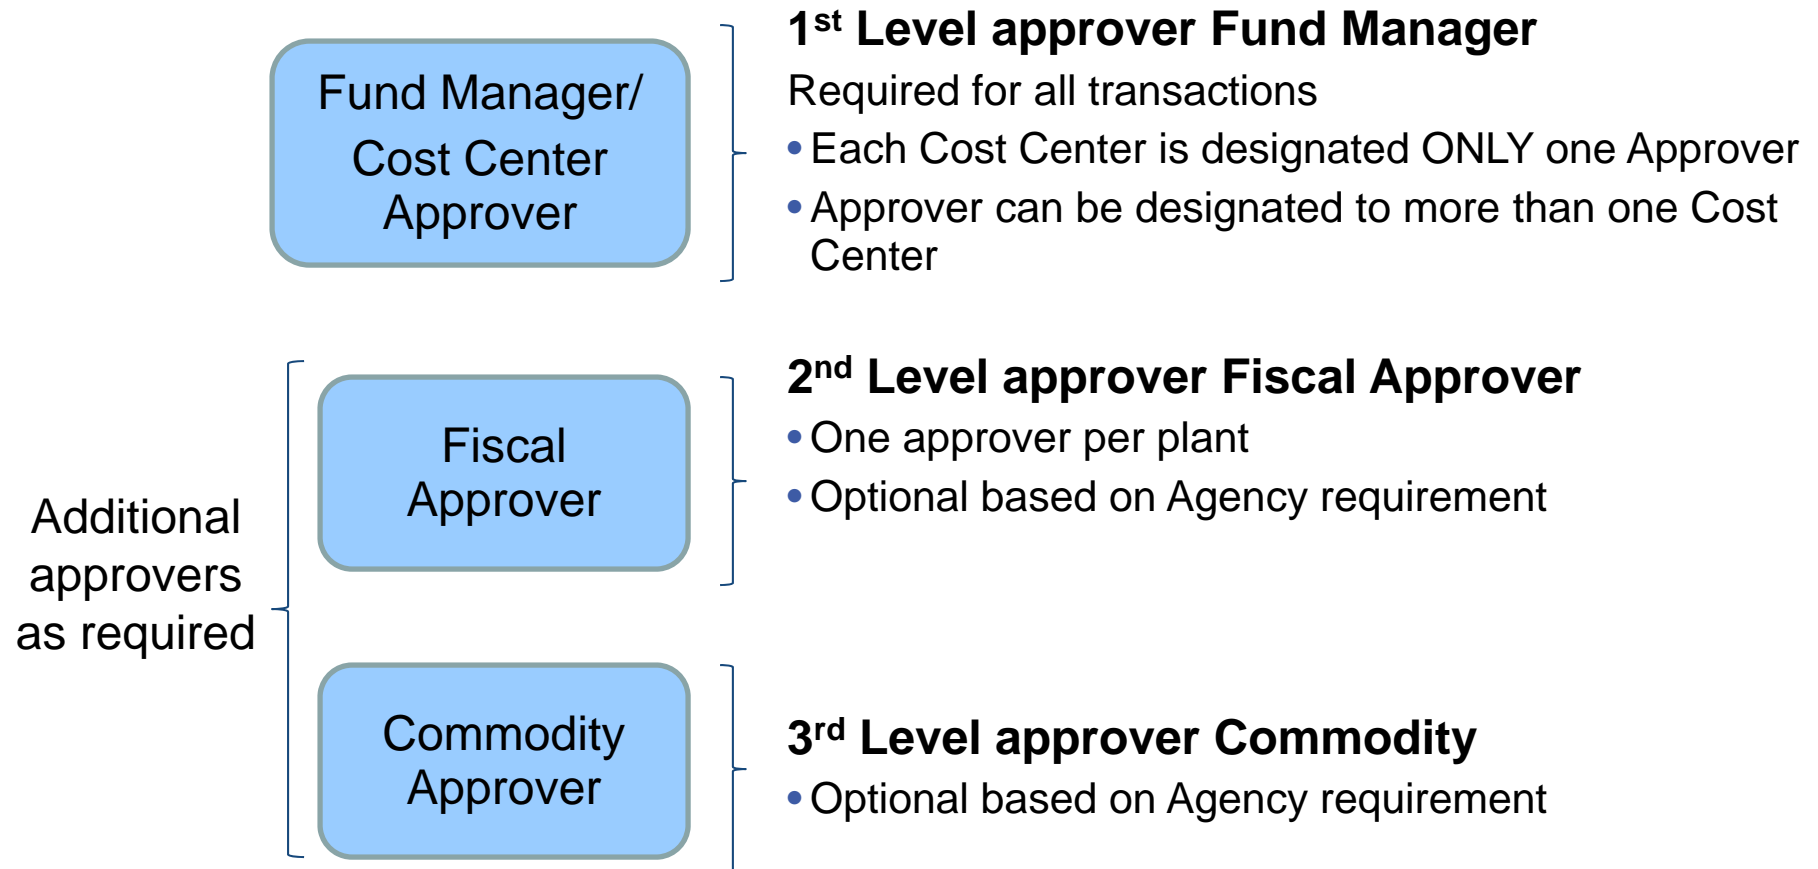 Fund Manager/
Cost Center
Approver
1st Level approver Fund Manager
Required for all transactions
• Each Cost Center is designated ONLY one Approver
• Approver can be designated to more than one Cost
Center
Additional
approvers
as required
Fiscal
Approver
2nd Level approver Fiscal Approver
• One approver per plant
• Optional based on Agency requirement
Commodity
Approver
3rd Level approver Commodity
• Optional based on Agency requirement